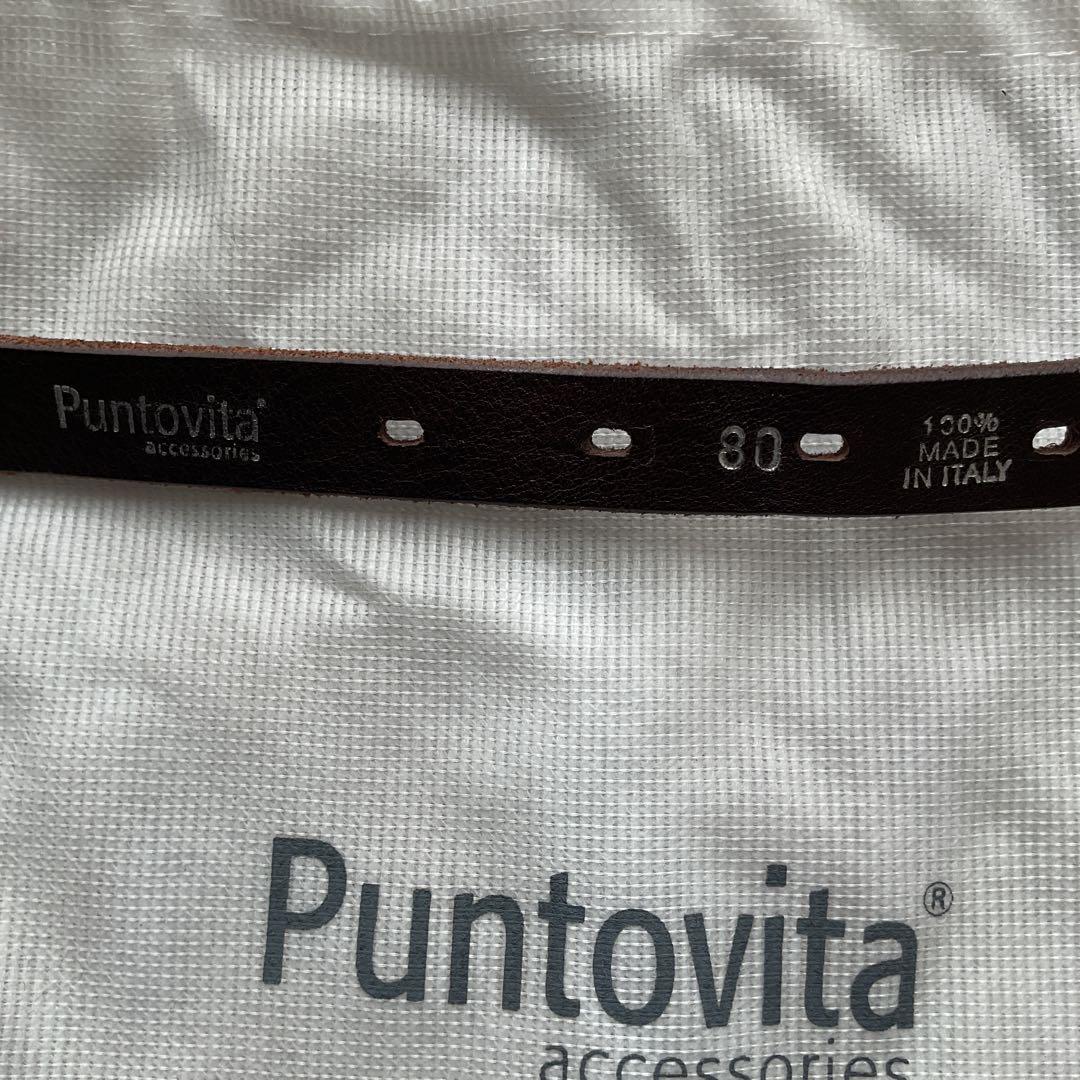 Puntovita®
accessories
80
100%
MADE
IN ITALY
Puntovita®
accessories